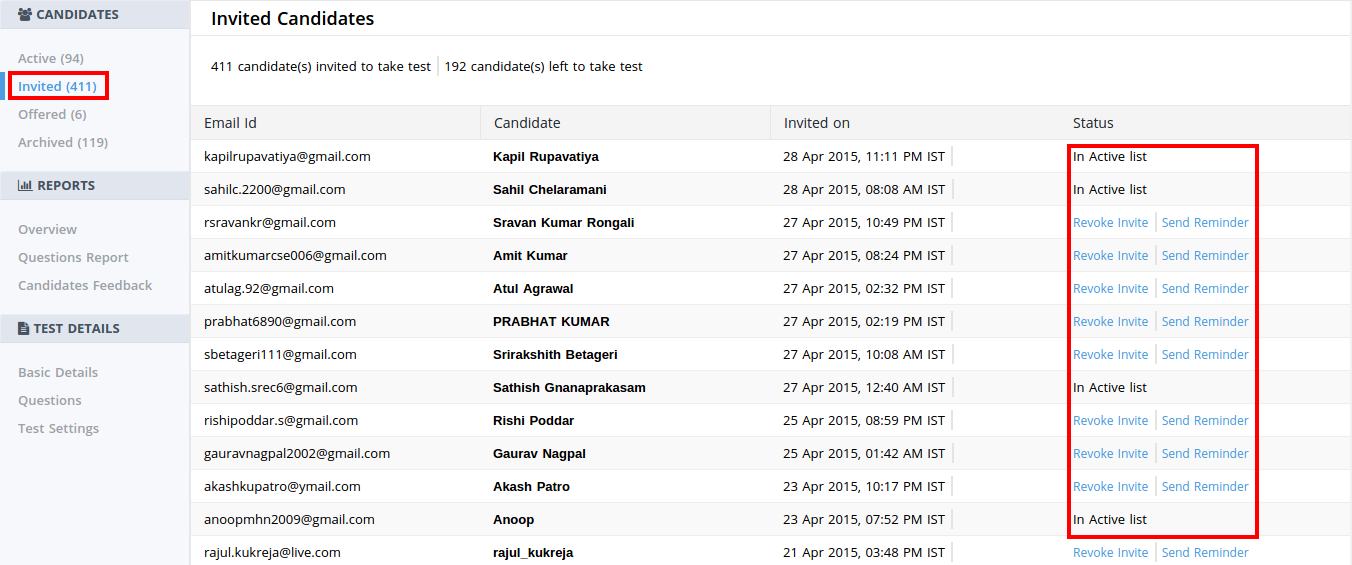 CANDIDATES
Active (94)
Invited (411)
Offered (6)
Archived (119)
REPORTS
Overview
Questions Report
Candidates Feedback
TEST DETAILS
Basic Details
Questions
Test Settings
Invited Candidates
411 candidate(s) invited to take test 192 candidate(s) left to take test
Email Id Candidate Invited on Status
kapilrupavatiya@gmail.com Kapil Rupavatiya 28 Apr 2015, 11:11 PM IST In Active list
sahilc.2200@gmail.com Sahil Chelaramani 28 Apr 2015, 08:08 AM IST In Active list
rsravankr@gmail.com Sravan Kumar Rongali 27 Apr 2015, 10:49 PM IST Revoke Invite Send Reminder
amitkumarcse006@gmail.com Amit Kumar 27 Apr 2015, 08:24 PM IST Revoke Invite Send Reminder
atulag.92@gmail.com Atul Agrawal 27 Apr 2015, 02:32 PM IST Revoke Invite Send Reminder
prabhat6890@gmail.com PRABHAT KUMAR 27 Apr 2015, 02:19 PM IST Revoke Invite Send Reminder
sbetageri111@gmail.com Srirakshith Betageri 27 Apr 2015, 10:08 AM IST Revoke Invite Send Reminder
sathish.srec6@gmail.com Sathish Gnanaprakasam 27 Apr 2015, 12:40 AM IST In Active list
rishipoddar.s@gmail.com Rishi Poddar 25 Apr 2015, 08:59 PM IST Revoke Invite Send Reminder
gauravnagpal2002@gmail.com Gaurav Nagpal 25 Apr 2015, 01:42 AM IST Revoke Invite Send Reminder
akashkupatro@ymail.com Akash Patro 23 Apr 2015, 10:17 PM IST Revoke Invite Send Reminder
anoopmhn2009@gmail.com Anoop 23 Apr 2015, 07:52 PM IST In Active list
rajul.kukreja@live.com rajul_kukreja 21 Apr 2015, 03:48 PM IST Revoke Invite Send Reminder